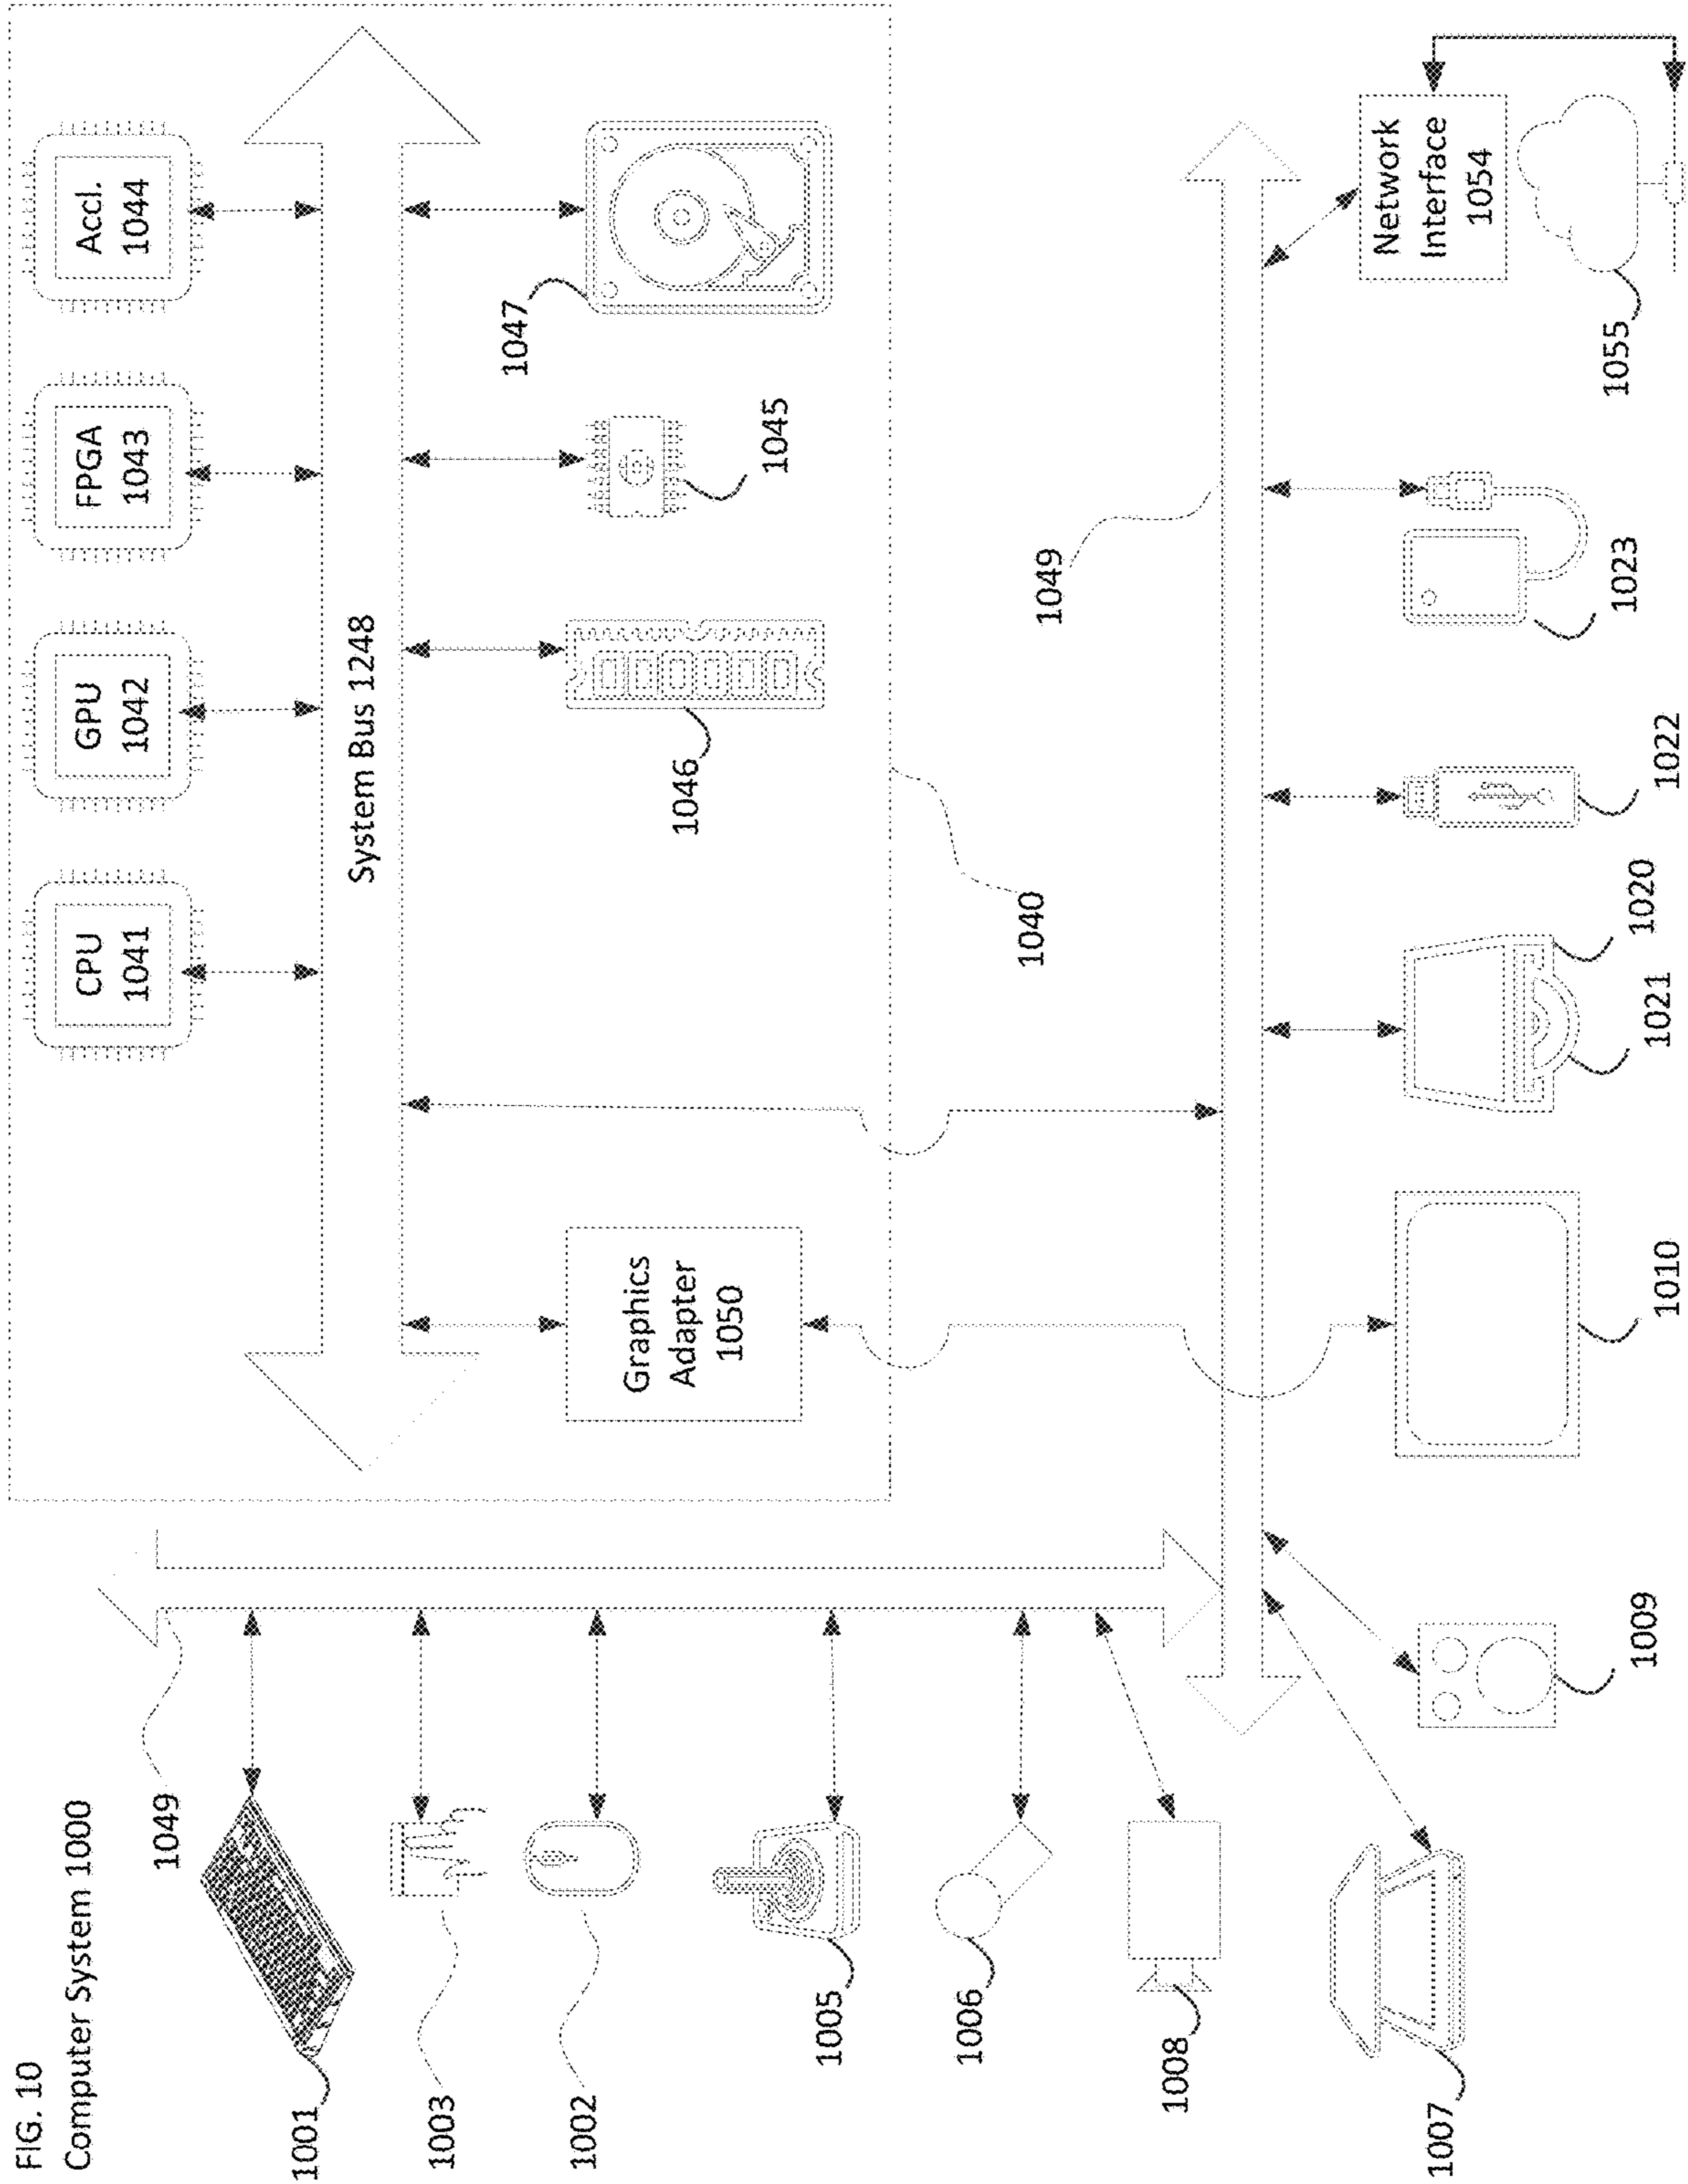 FIG. 10
Computer System 1000
1049
1001
1003
1002
1005
1006
1008
1007
CPU
1041
GPU
1042
FPGA
1043
Accl.
1044
System Bus 1248
Graphics
Adapter
1050
1046
1045
1047
1040
1049
Network
Interface
1054
1055
1009
1010
1021
1020
1022
1023